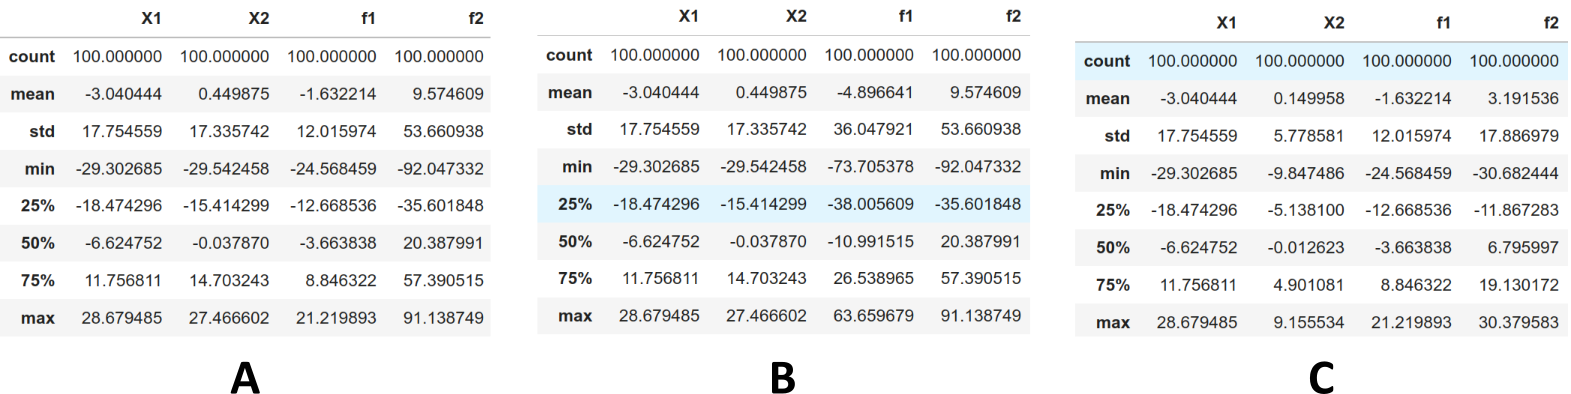 X1 X2 f1 f2
count 100.000000 100.000000 100.000000 100.000000
mean -3.040444 0.449875 -1.632214 9.574609
std 17.754559 17.335742 12.015974 53.660938
min -29.302685 -29.542458 -24.568459 -92.047332
25% -18.474296 -15.414299 -12.668536 -35.601848
50% -6.624752 -0.037870 -3.663838 20.387991
75% 11.756811 14.703243 8.846322 57.390515
max 28.679485 27.466602 21.219893 91.138749
A
X1 X2 f1 f2
count 100.000000 100.000000 100.000000 100.000000
mean -3.040444 0.449875 -4.896641 9.574609
std 17.754559 17.335742 36.047921 53.660938
min -29.302685 -29.542458 -73.705378 -92.047332
25% -18.474296 -15.414299 -38.005609 -35.601848
50% -6.624752 -0.037870 -10.991515 20.387991
75% 11.756811 14.703243 26.538965 57.390515
max 28.679485 27.466602 63.659679 91.138749
B
X1 X2 f1 f2
count 100.000000 100.000000 100.000000 100.000000
mean -3.040444 0.149958 -1.632214 3.191536
std 17.754559 5.778581 12.015974 17.886979
min -29.302685 -9.847486 -24.568459 -30.682444
25% -18.474296 -5.138100 -12.668536 -11.867283
50% -6.624752 -0.012623 -3.663838 6.795997
75% 11.756811 4.901081 8.846322 19.130172
max 28.679485 9.155534 21.219893 30.379583
C